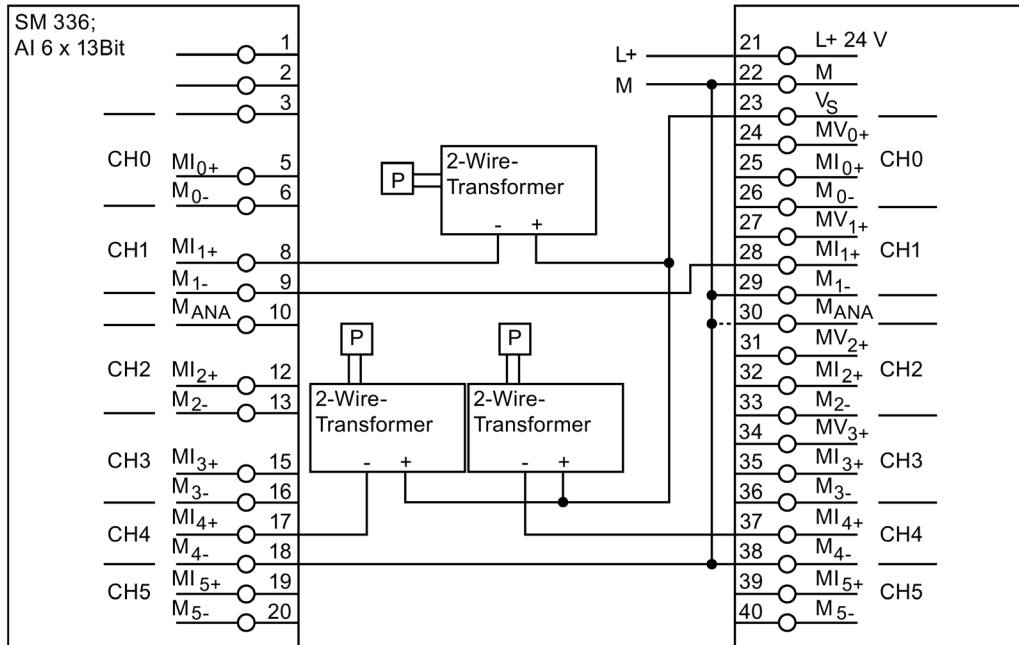 SM 336;
AI 6 x 13Bit
1
2
3
CH0
MI0+
5
M0-
6
CH1
MI1+
8
M1-
9
MANA
10
CH2
MI2+
12
M2-
13
CH3
MI3+
15
M3-
16
CH4
MI4+
17
M4-
18
CH5
MI5+
19
M5-
20
P
2-Wire-
Transformer
- +
P
2-Wire-
Transformer
- +
P
2-Wire-
Transformer
- +
L+
M
21
L+ 24 V
22
M
23
VS
24
MV0+
25
MI0+
CH0
26
M0-
27
MV1+
28
MI1+
CH1
29
M1-
30
MANA
31
MV2+
32
MI2+
CH2
33
M2-
34
MV3+
35
MI3+
CH3
36
M3-
37
MI4+
CH4
38
M4-
39
MI5+
CH5
40
M5-